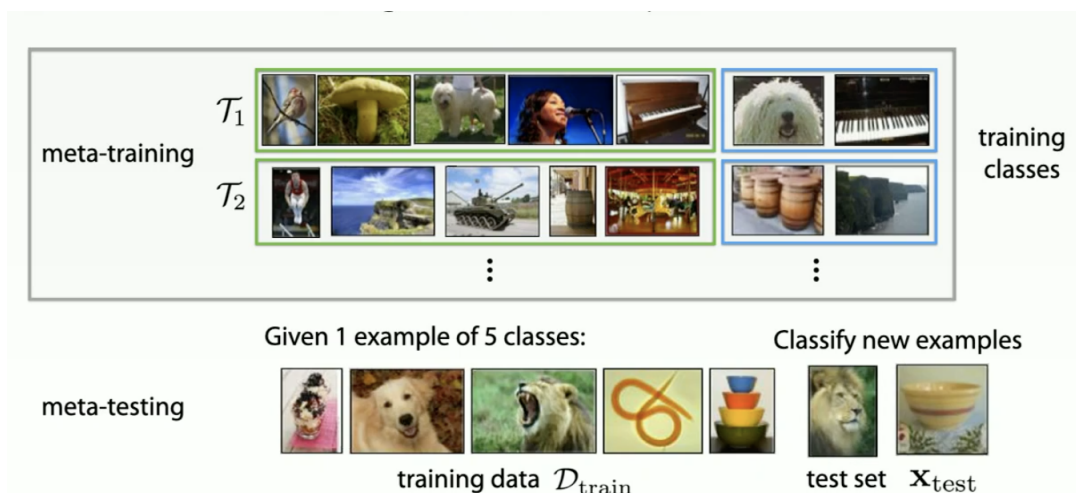 meta-training
𝒯₁
𝒯₂
training
classes
Given 1 example of 5 classes:
Classify new examples
meta-testing
training data 𝒟train
test set 𝐱test